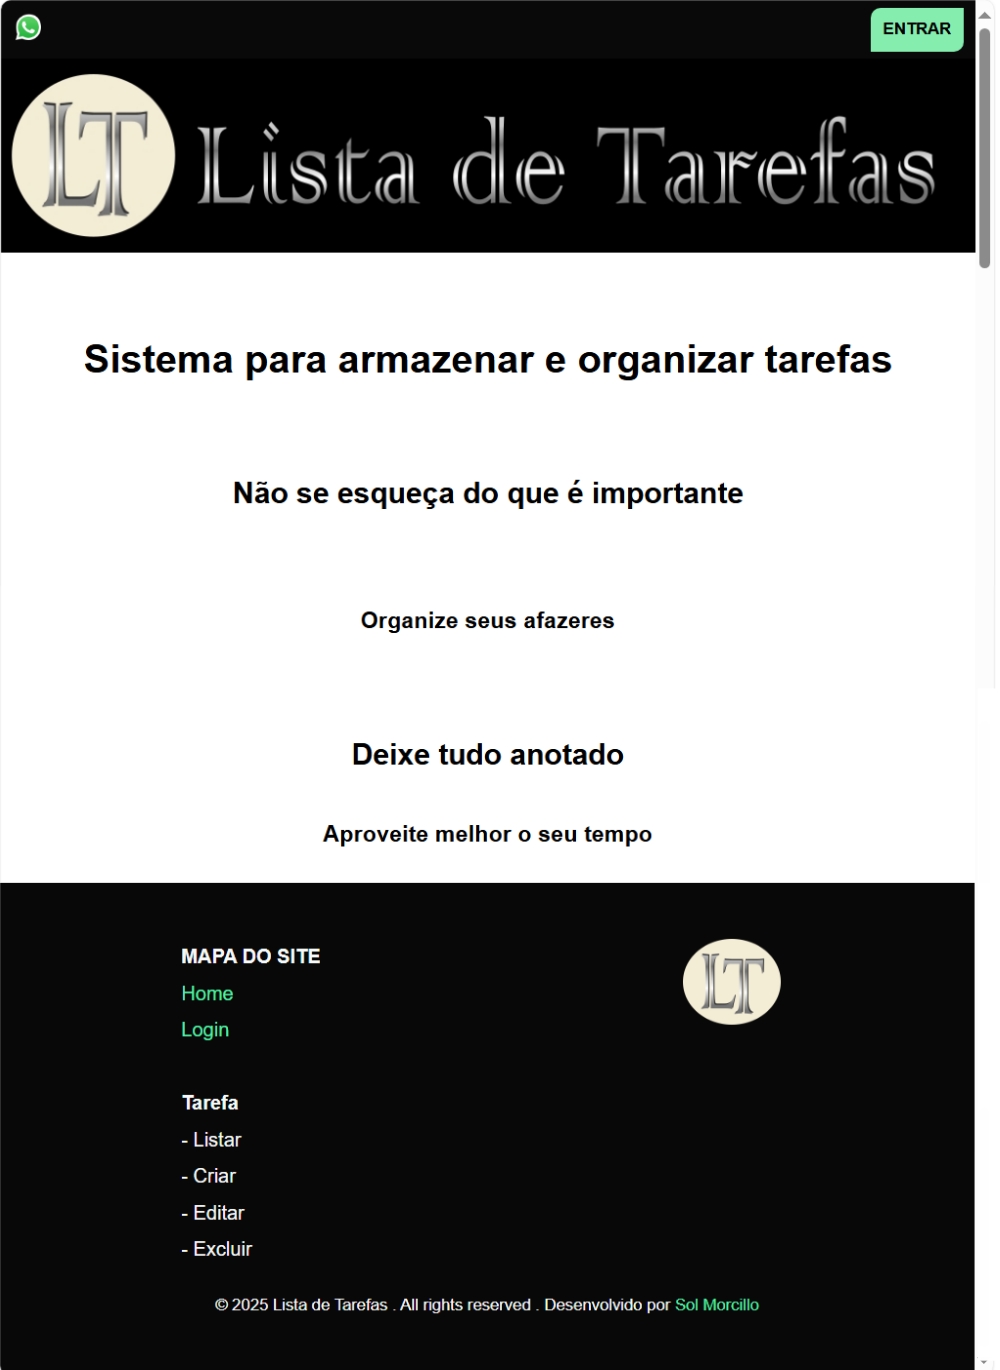 ENTRAR
LT Lista de Tarefas
Sistema para armazenar e organizar tarefas
Não se esqueça do que é importante
Organize seus afazeres
Deixe tudo anotado
Aproveite melhor o seu tempo
MAPA DO SITE
LT
Home
Login
Tarefa
- Listar
- Criar
- Editar
- Excluir
© 2025 Lista de Tarefas . All rights reserved . Desenvolvido por Sol Morcillo